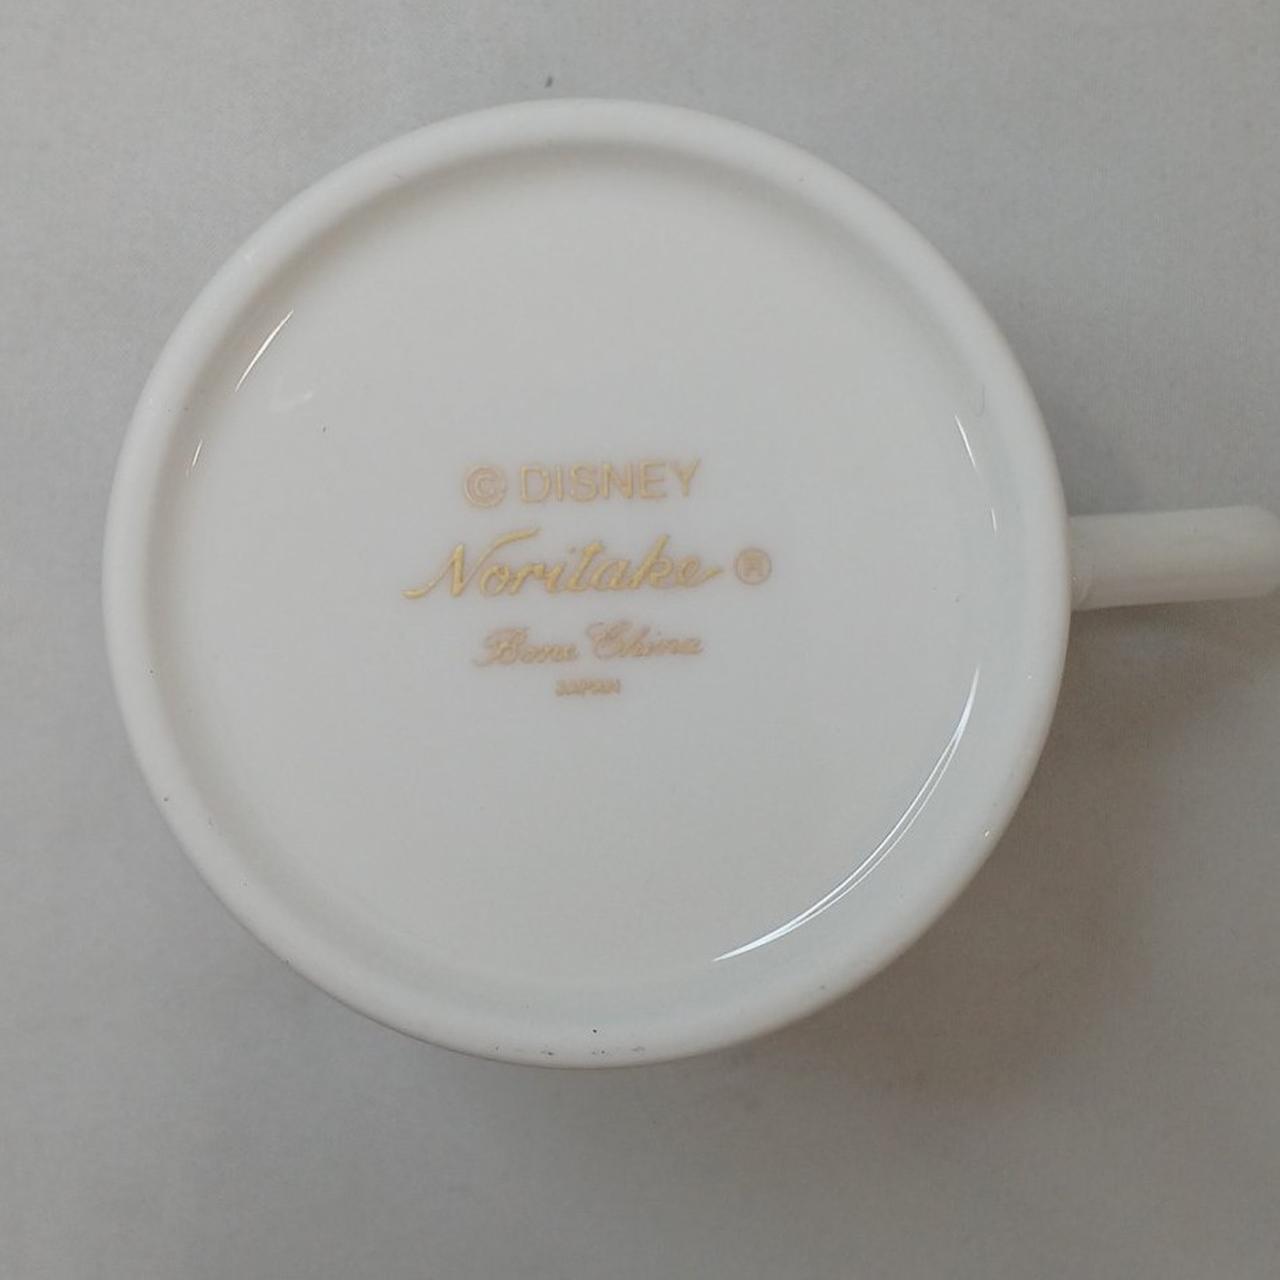 © DISNEY
Noritake ®
Bone China
JAPAN